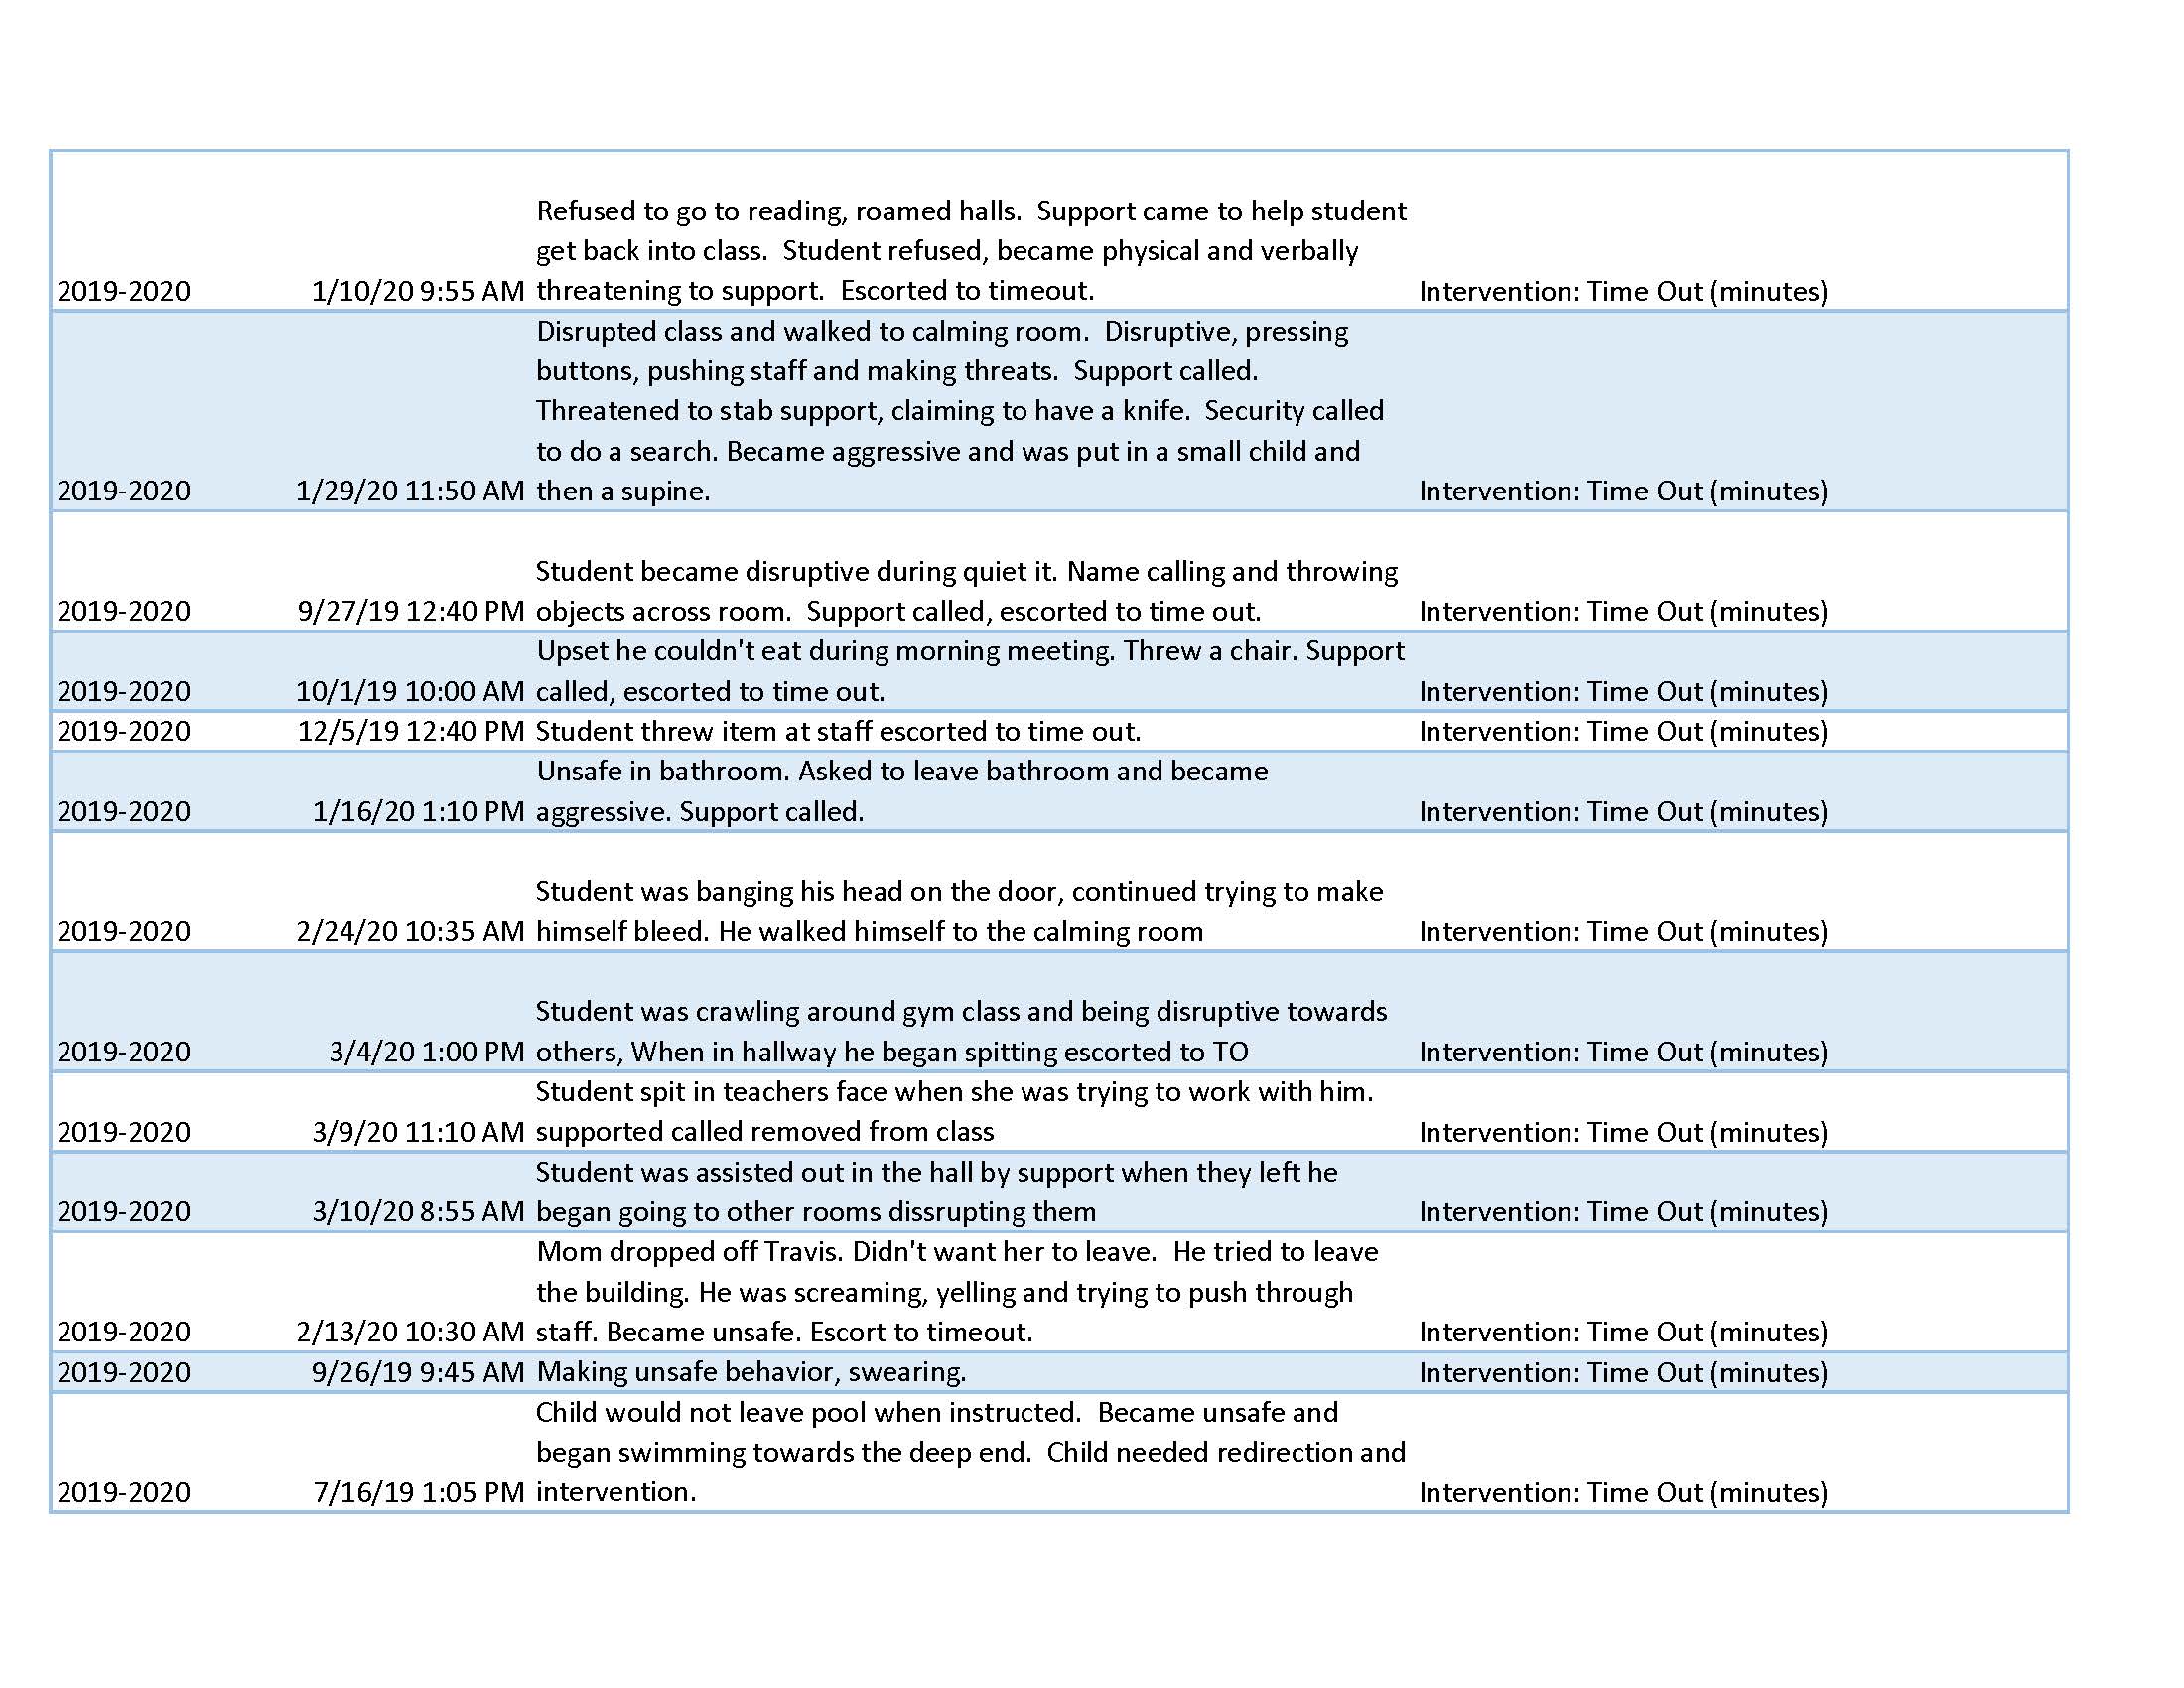 Refused to go to reading, roamed halls.  Support came to help student
get back into class.  Student refused, became physical and verbally
2019-2020 1/10/20 9:55 AM threatening to support.  Escorted to timeout. Intervention: Time Out (minutes)
Disrupted class and walked to calming room.  Disruptive, pressing
buttons, pushing staff and making threats.  Support called.
Threatened to stab support, claiming to have a knife.  Security called
to do a search. Became aggressive and was put in a small child and
2019-2020 1/29/20 11:50 AM then a supine. Intervention: Time Out (minutes)
Student became disruptive during quiet it. Name calling and throwing
2019-2020 9/27/19 12:40 PM objects across room.  Support called, escorted to time out. Intervention: Time Out (minutes)
Upset he couldn't eat during morning meeting. Threw a chair. Support
2019-2020 10/1/19 10:00 AM called, escorted to time out. Intervention: Time Out (minutes)
2019-2020 12/5/19 12:40 PM Student threw item at staff escorted to time out. Intervention: Time Out (minutes)
Unsafe in bathroom. Asked to leave bathroom and became
2019-2020 1/16/20 1:10 PM aggressive. Support called. Intervention: Time Out (minutes)
Student was banging his head on the door, continued trying to make
2019-2020 2/24/20 10:35 AM himself bleed. He walked himself to the calming room Intervention: Time Out (minutes)
Student was crawling around gym class and being disruptive towards
2019-2020 3/4/20 1:00 PM others, When in hallway he began spitting escorted to TO Intervention: Time Out (minutes)
Student spit in teachers face when she was trying to work with him.
2019-2020 3/9/20 11:10 AM supported called removed from class Intervention: Time Out (minutes)
Student was assisted out in the hall by support when they left he
2019-2020 3/10/20 8:55 AM began going to other rooms dissrupting them Intervention: Time Out (minutes)
Mom dropped off Travis. Didn't want her to leave.  He tried to leave
the building. He was screaming, yelling and trying to push through
2019-2020 2/13/20 10:30 AM staff. Became unsafe. Escort to timeout. Intervention: Time Out (minutes)
2019-2020 9/26/19 9:45 AM Making unsafe behavior, swearing. Intervention: Time Out (minutes)
Child would not leave pool when instructed.  Became unsafe and
began swimming towards the deep end.  Child needed redirection and
2019-2020 7/16/19 1:05 PM intervention. Intervention: Time Out (minutes)